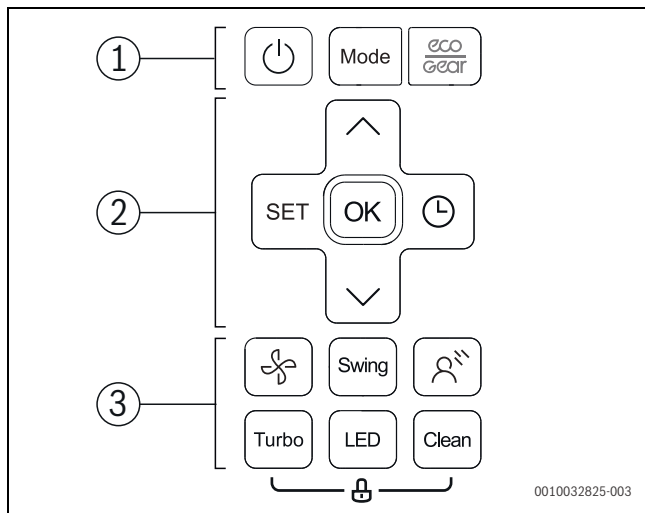 1
Mode
eco
Gear
2
SET
OK
3
Swing
Turbo
LED
Clean
0010032825-003